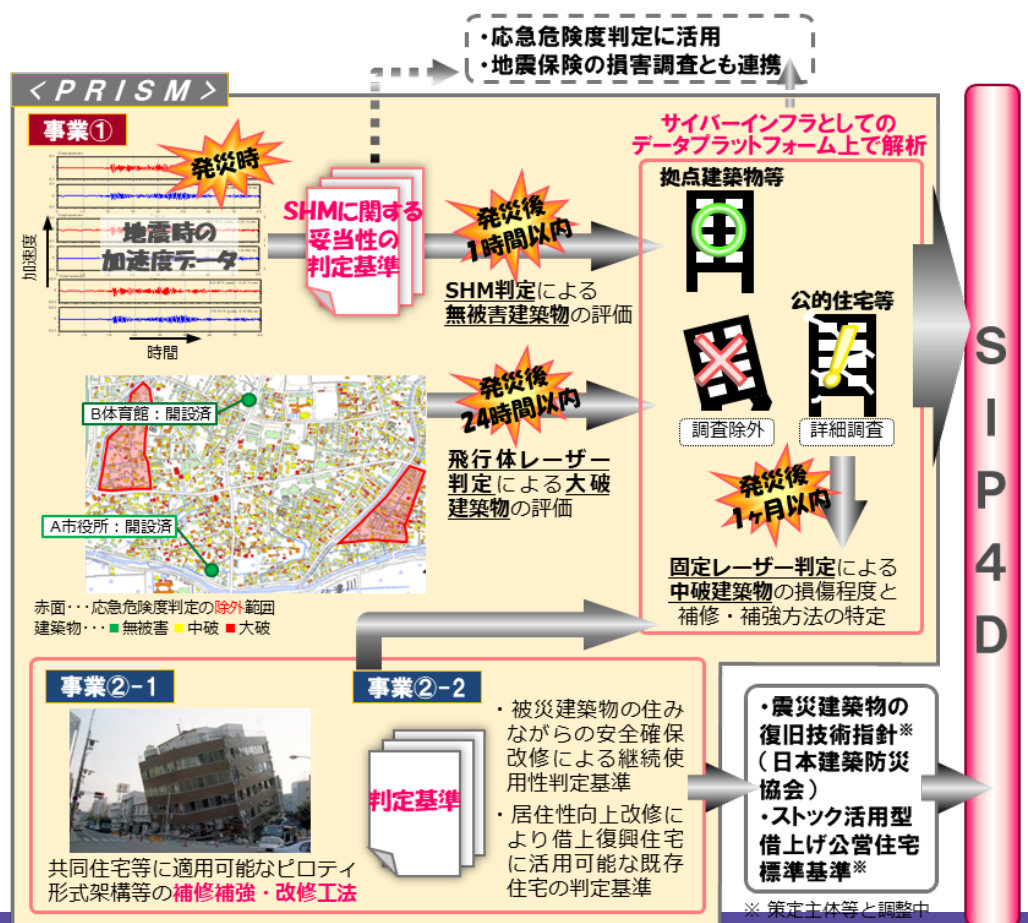 ・応急危険度判定に活用
・地震保険の損害調査とも連携
<PRISM>
事業①
発災時
地震時の
加速度データ
加速度
時間
SHMに関する
妥当性の
判定基準
発災後
1時間以内
SHM判定による
無被害建築物の評価
サイバーインフラとしての
データプラットフォーム上で解析
拠点建築物等
公的住宅等
調査除外
詳細調査
B体育館：開設済
A市役所：開設済
発災後
24時間以内
飛行体レーザー
判定による大破
建築物の評価
発災後
1ヶ月以内
固定レーザー判定による
中破建築物の損傷程度と
補修・補強方法の特定
赤面・・・応急危険度判定の除外範囲
建築物・・・■無被害 ■中破 ■大破
事業②-1
共同住宅等に適用可能なピロティ
形式架構等の補修補強・改修工法
事業②-2
判定基準
・被災建築物の住み
ながらの安全確保
改修による継続使
用性判定基準
・居住性向上改修に
より借上復興住宅
に活用可能な既存
住宅の判定基準
・震災建築物の
復旧技術指針※
（日本建築防災
協会）
・ストック活用型
借上げ公営住宅
標準基準※
※ 策定主体等と調整中
SIP4D